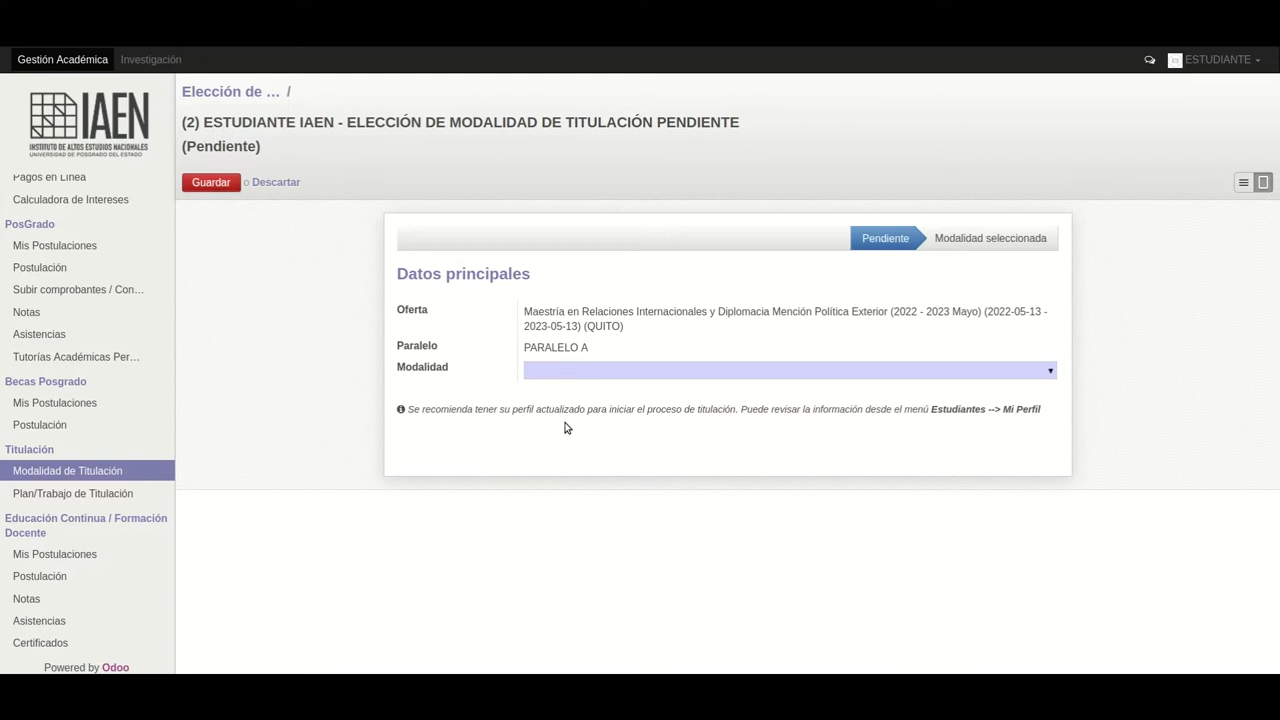 Gestión Académica Investigación ESTUDIANTE
IAEN
INSTITUTO DE ALTOS ESTUDIOS NACIONALES
UNIVERSIDAD DE POSGRADO DEL ESTADO
Pagos en Línea
Calculadora de Intereses
PosGrado
Mis Postulaciones
Postulación
Subir comprobantes / Con...
Notas
Asistencias
Tutorías Académicas Per...
Becas Posgrado
Mis Postulaciones
Postulación
Titulación
Modalidad de Titulación
Plan/Trabajo de Titulación
Educación Continua / Formación
Docente
Mis Postulaciones
Postulación
Notas
Asistencias
Certificados
Powered by Odoo
Elección de ... /
(2) ESTUDIANTE IAEN - ELECCIÓN DE MODALIDAD DE TITULACIÓN PENDIENTE
(Pendiente)
Guardar o Descartar
Pendiente Modalidad seleccionada
Datos principales
Oferta Maestría en Relaciones Internacionales y Diplomacia Mención Política Exterior (2022 - 2023 Mayo) (2022-05-13 -
2023-05-13) (QUITO)
Paralelo PARALELO A
Modalidad
Se recomienda tener su perfil actualizado para iniciar el proceso de titulación. Puede revisar la información desde el menú Estudiantes --> Mi Perfil